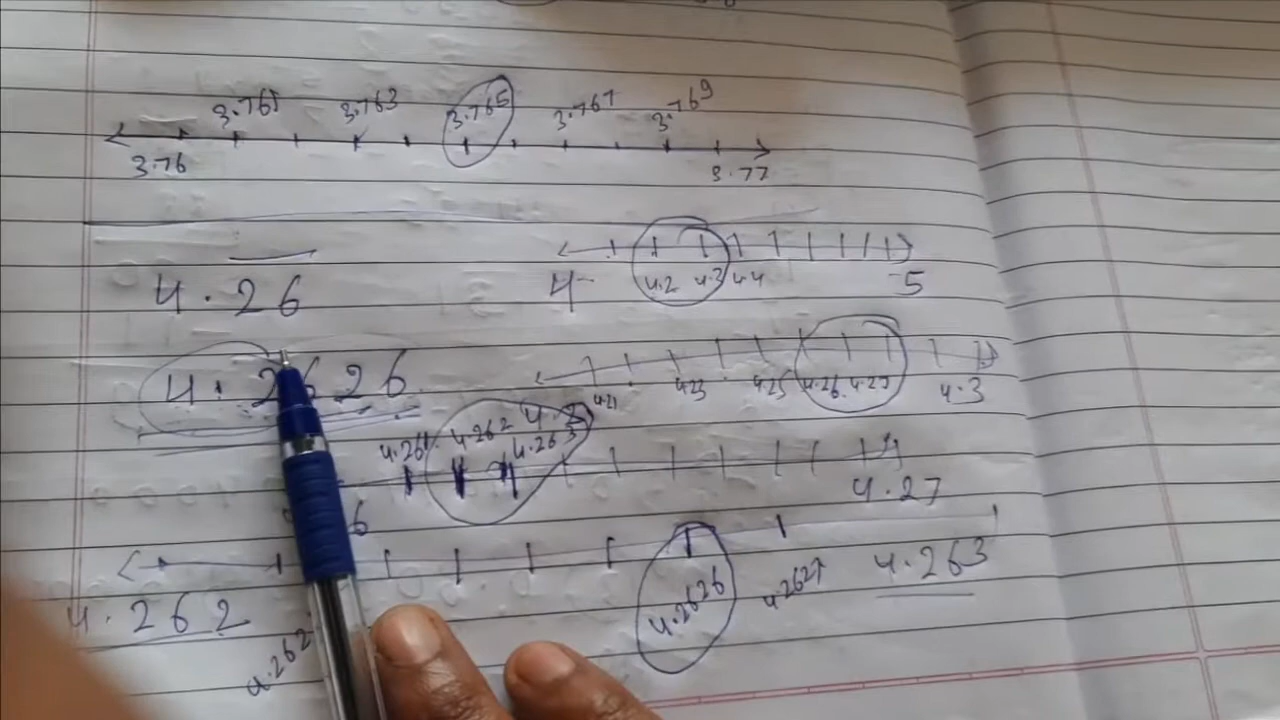 3.761 3.763 3.765 3.767 3.769
3.76 3.77
4.26
4 4.2 4.3 4.4 5
4.2626
4.21 4.23 4.25 4.26 4.27 4.3
4.261 4.262 4.263
4.27
4.262 4.2626 4.2627 4.263
4.262